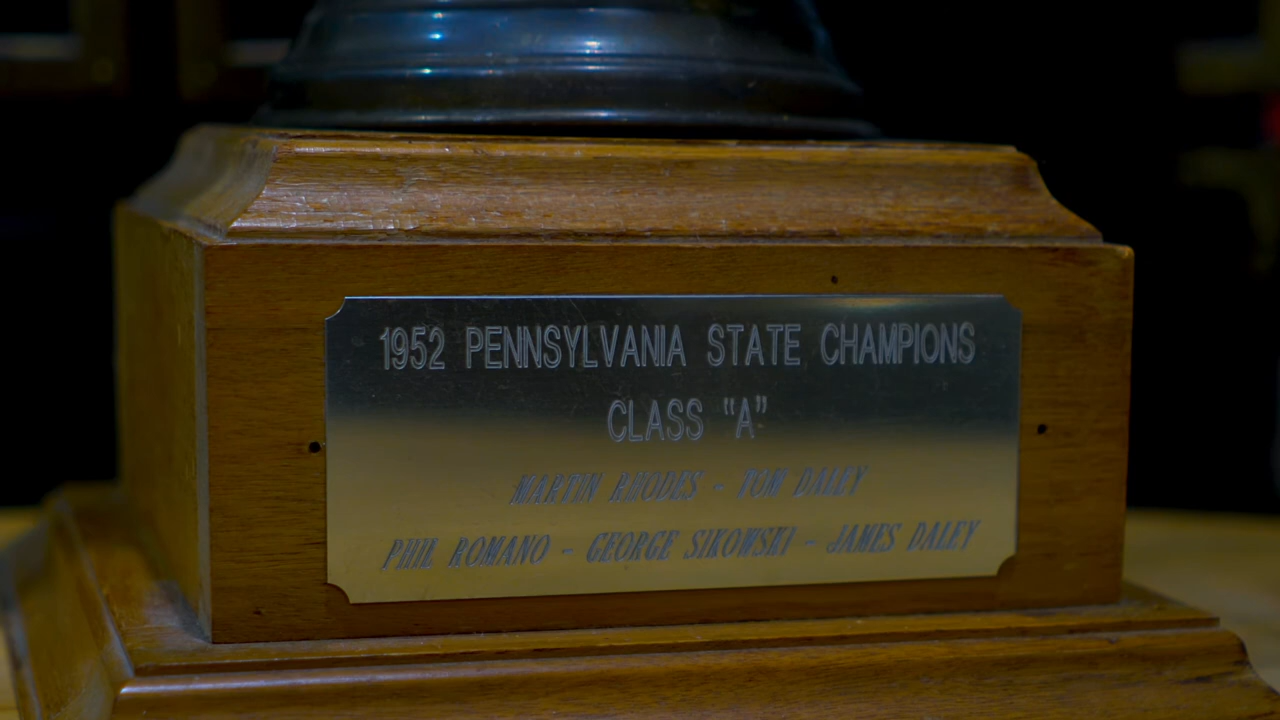 1952 PENNSYLVANIA STATE CHAMPIONS
CLASS "A"
MARTIN RHODES - TOM DALEY
PHIL ROMANO - GEORGE SIKOWSKI - JAMES DALEY